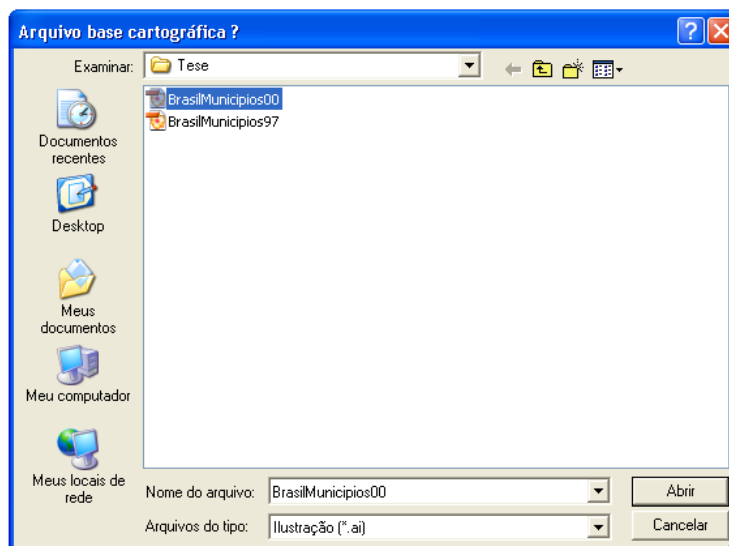 Arquivo base cartográfica ?
Examinar: Tese
BrasilMunicipios00
BrasilMunicipios97
Documentos
recentes
Desktop
Meus
documentos
Meu computador
Meus locais de
rede
Nome do arquivo: BrasilMunicipios00 Abrir
Arquivos do tipo: Ilustração (*.ai) Cancelar